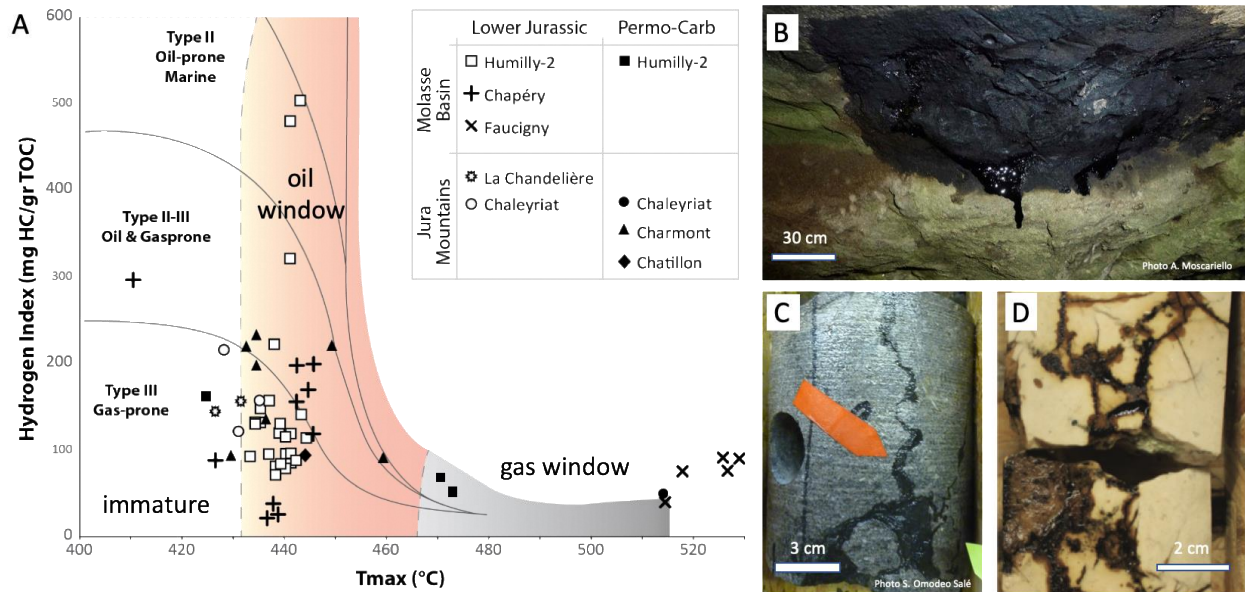 A
600
500
400
300
200
100
0
Hydrogen Index (mg HC/gr TOC)
Type II
Oil-prone
Marine
Type II-III
Oil & Gasprone
Type III
Gas-prone
immature
oil
window
gas window
400
420
440
460
480
500
520
Tmax (°C)
Lower Jurassic
Permo-Carb
Molasse
Basin
Humilly-2
Humilly-2
Chapéry
Faucigny
Jura
Mountains
La Chandelière
Chaleyriat
Chaleyriat
Charmont
Chatillon
B
30 cm
Photo A. Moscariello
C
3 cm
Photo S. Omodeo Salé
D
2 cm